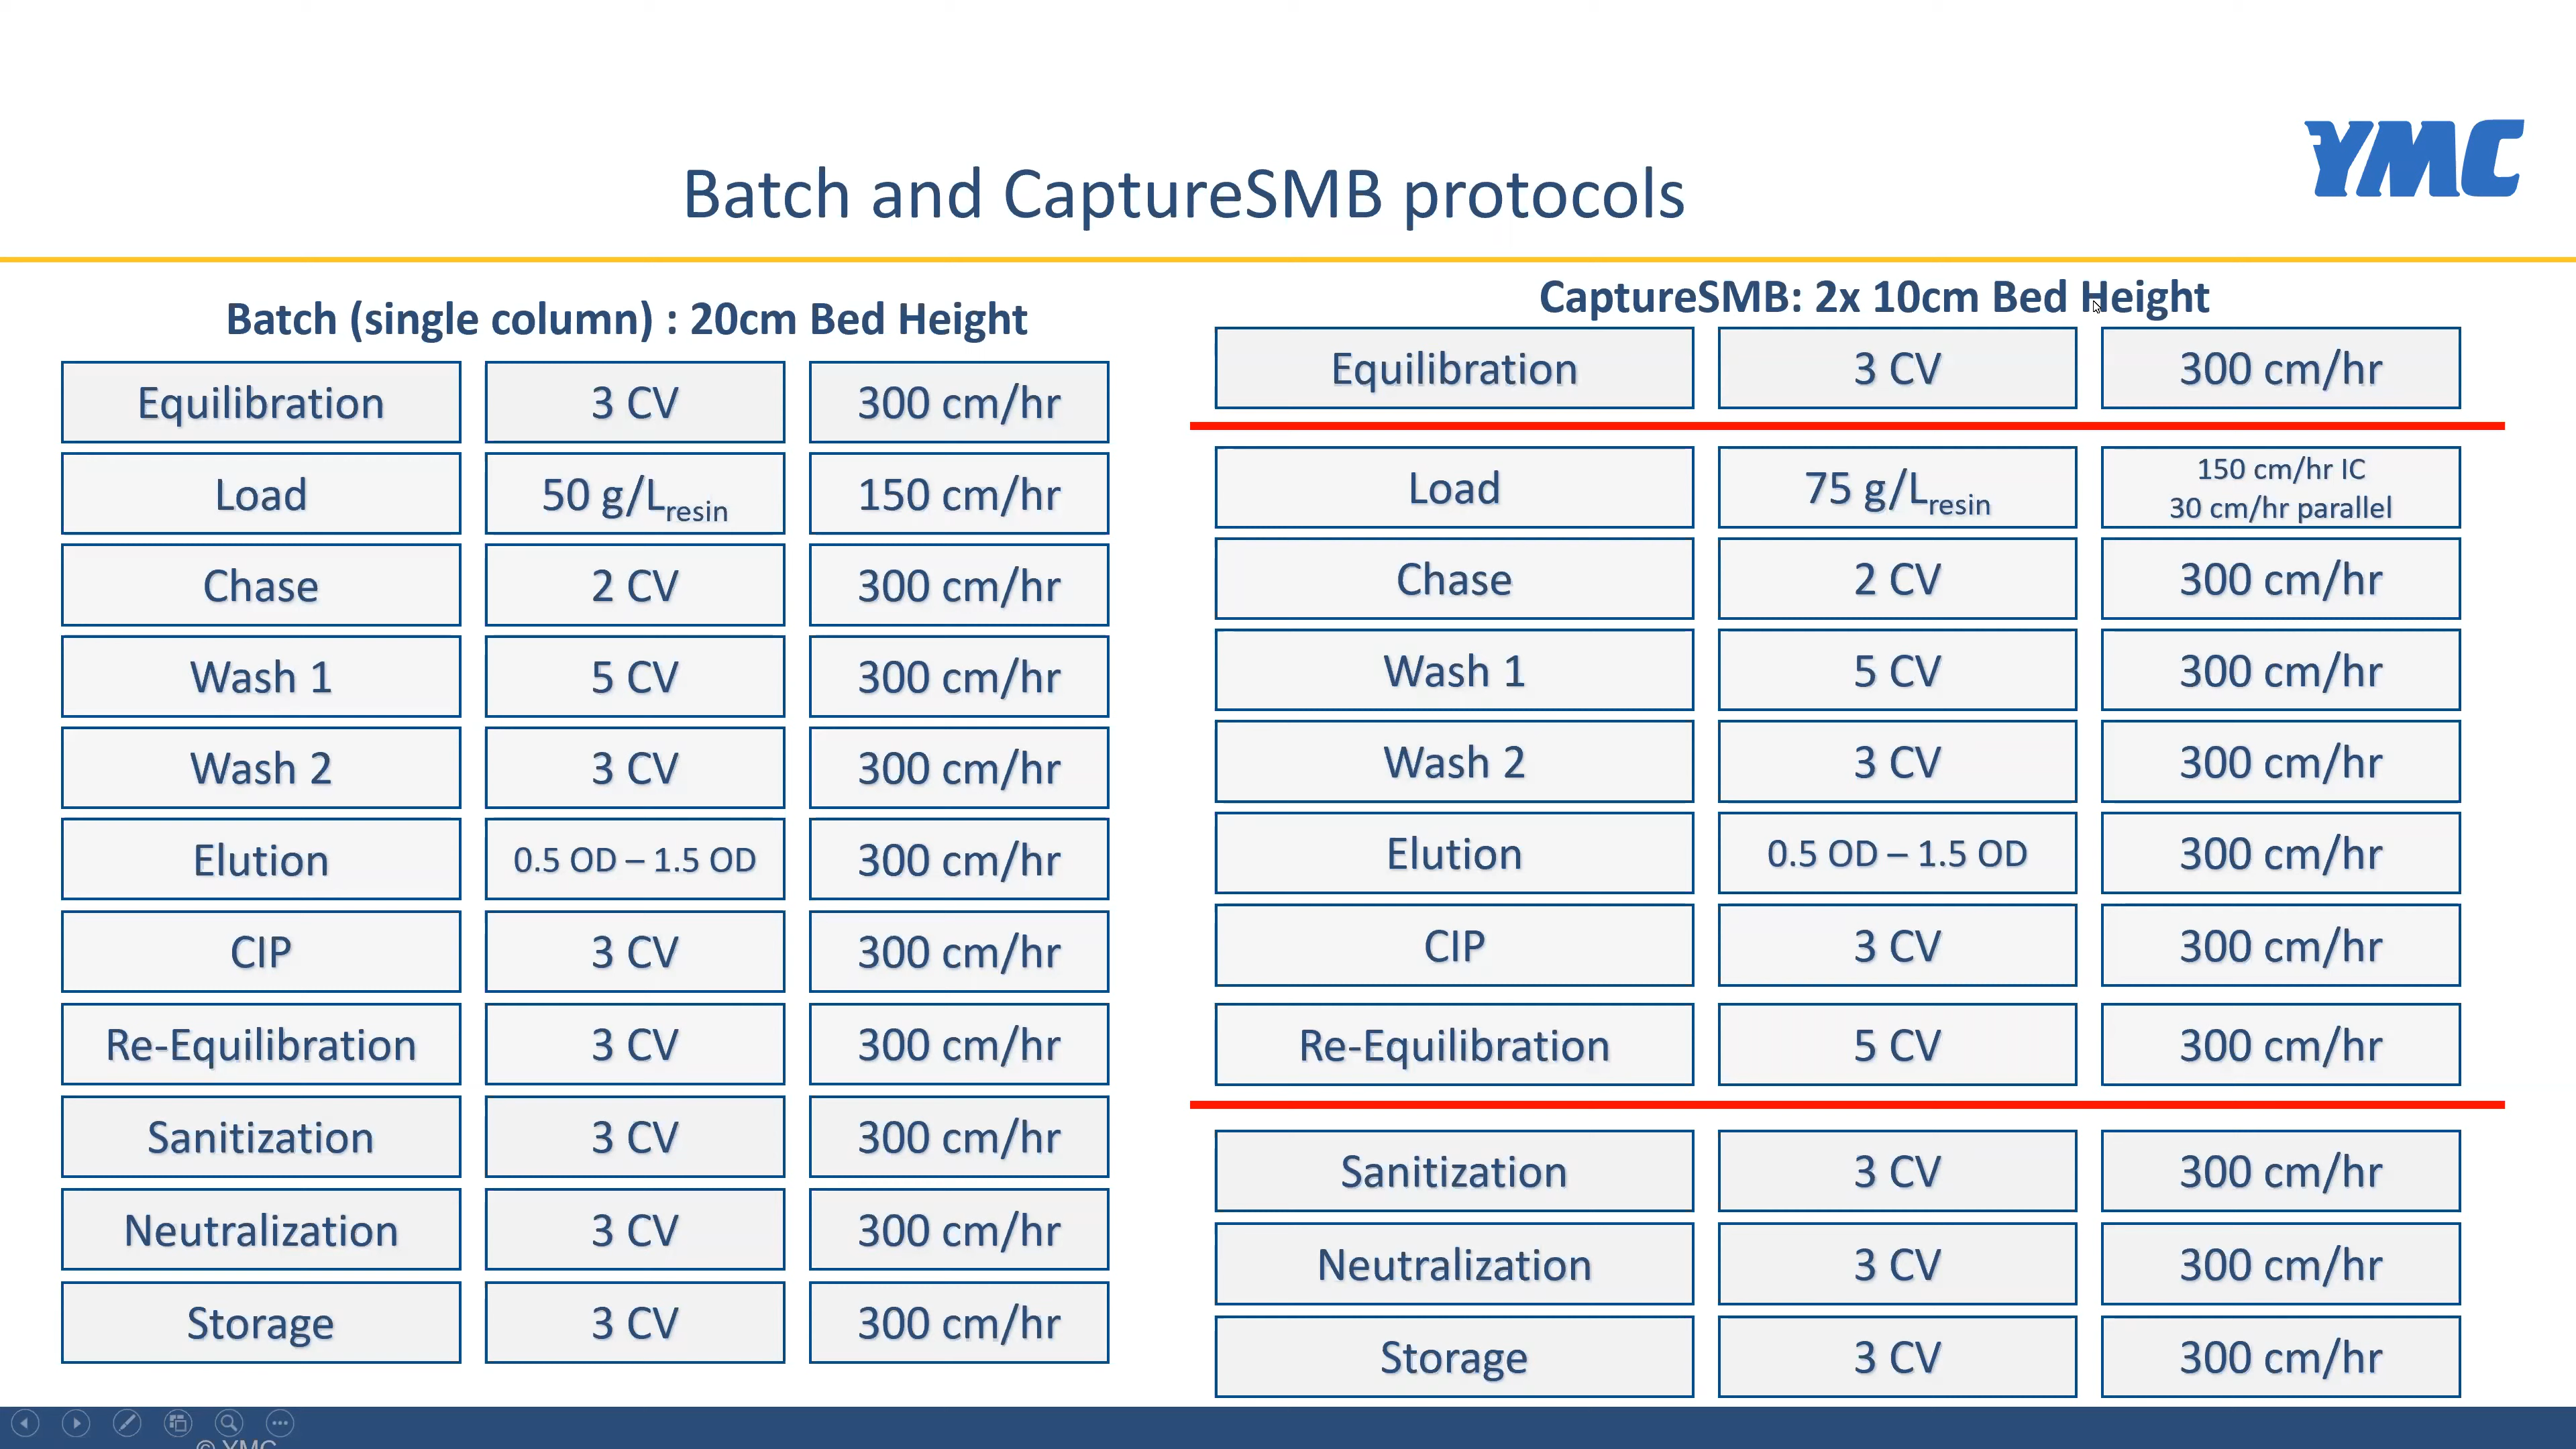 YMC
Batch and CaptureSMB protocols
Batch (single column) : 20cm Bed Height
Equilibration 3 CV 300 cm/hr
Load 50 g/Lresin 150 cm/hr
Chase 2 CV 300 cm/hr
Wash 1 5 CV 300 cm/hr
Wash 2 3 CV 300 cm/hr
Elution 0.5 OD – 1.5 OD 300 cm/hr
CIP 3 CV 300 cm/hr
Re-Equilibration 3 CV 300 cm/hr
Sanitization 3 CV 300 cm/hr
Neutralization 3 CV 300 cm/hr
Storage 3 CV 300 cm/hr
CaptureSMB: 2x 10cm Bed Height
Equilibration 3 CV 300 cm/hr
Load 75 g/Lresin 150 cm/hr IC
30 cm/hr parallel
Chase 2 CV 300 cm/hr
Wash 1 5 CV 300 cm/hr
Wash 2 3 CV 300 cm/hr
Elution 0.5 OD – 1.5 OD 300 cm/hr
CIP 3 CV 300 cm/hr
Re-Equilibration 5 CV 300 cm/hr
Sanitization 3 CV 300 cm/hr
Neutralization 3 CV 300 cm/hr
Storage 3 CV 300 cm/hr
© YMC